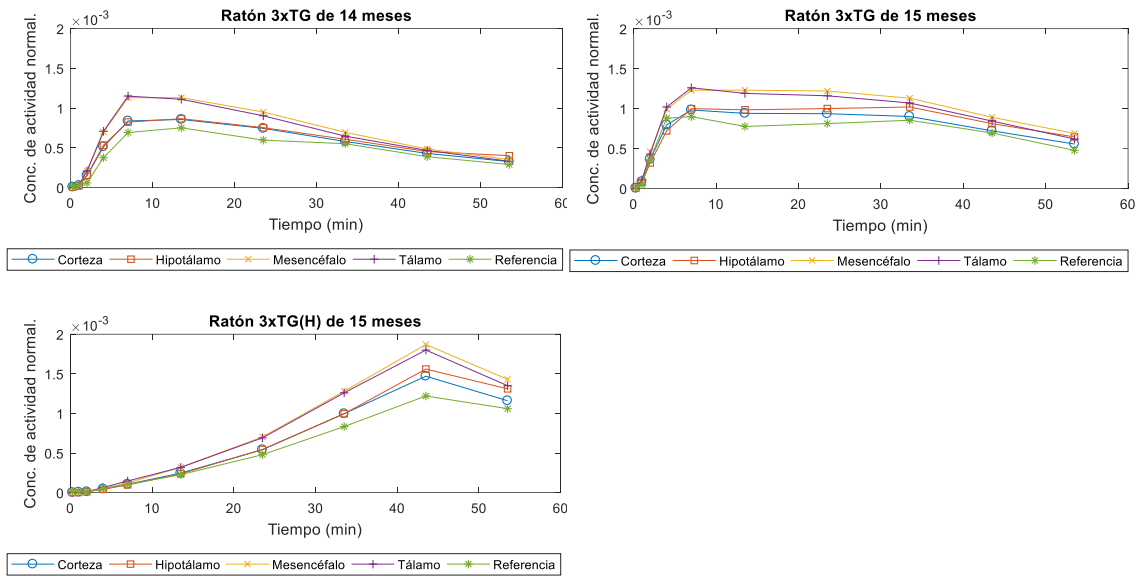 Ratón 3xTG de 14 meses
×10⁻³
2
1.5
1
0.5
0
Conc. de actividad normal.
0 10 20 30 40 50 60
Tiempo (min)
Corteza Hipotálamo Mesencéfalo Tálamo Referencia
Ratón 3xTG de 15 meses
×10⁻³
2
1.5
1
0.5
0
Conc. de actividad normal.
0 10 20 30 40 50 60
Tiempo (min)
Corteza Hipotálamo Mesencéfalo Tálamo Referencia
Ratón 3xTG(H) de 15 meses
×10⁻³
2
1.5
1
0.5
0
Conc. de actividad normal.
0 10 20 30 40 50 60
Tiempo (min)
Corteza Hipotálamo Mesencéfalo Tálamo Referencia